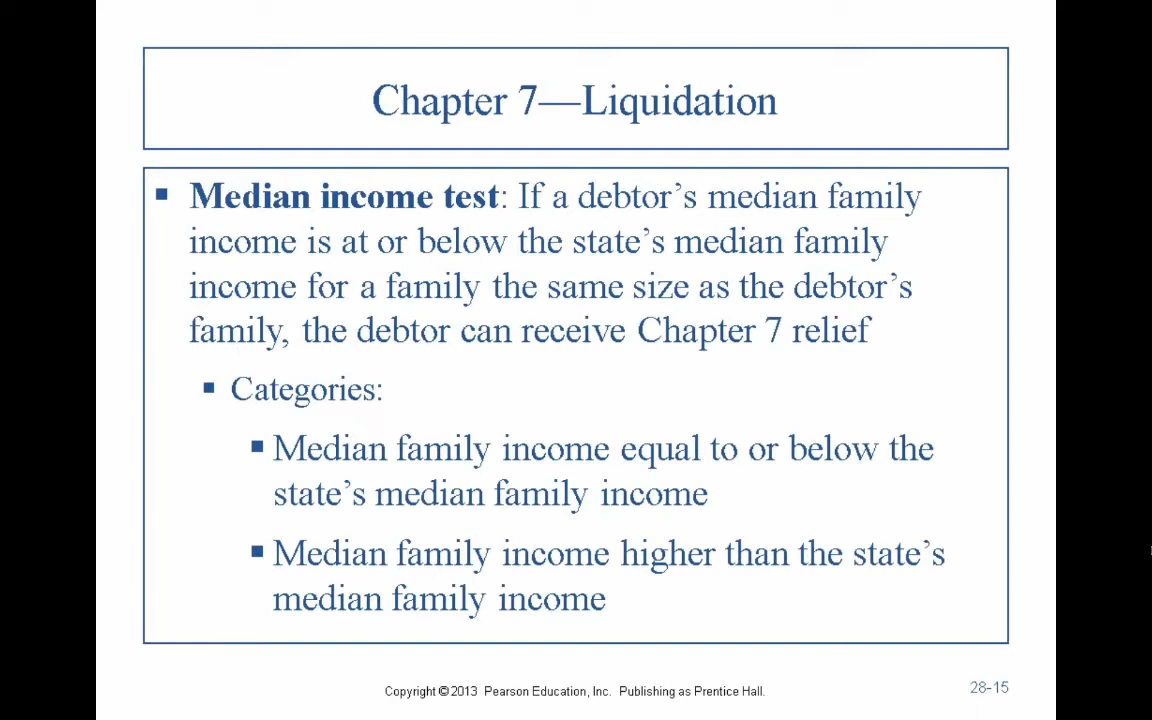 Chapter 7—Liquidation
Median income test: If a debtor’s median family
income is at or below the state’s median family
income for a family the same size as the debtor’s
family, the debtor can receive Chapter 7 relief
Categories:
Median family income equal to or below the
state’s median family income
Median family income higher than the state’s
median family income
Copyright © 2013 Pearson Education, Inc. Publishing as Prentice Hall.
28-15